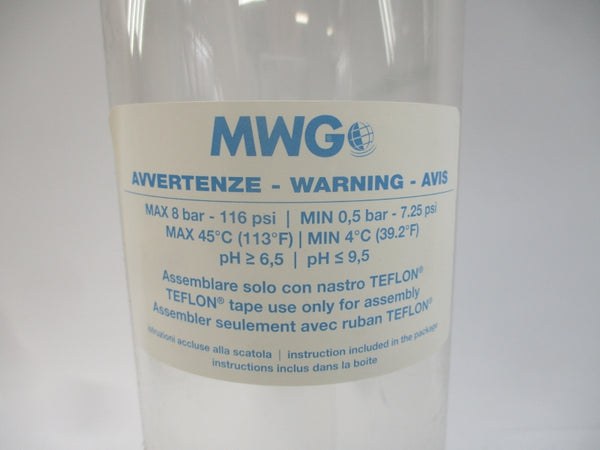 MWG
AVVERTENZE - WARNING - AVIS
MAX 8 bar - 116 psi | MIN 0,5 bar - 7.25 psi
MAX 45°C (113°F) | MIN 4°C (39.2°F)
pH ≥ 6,5 | pH ≤ 9,5
Assemblare solo con nastro TEFLON®
TEFLON® tape use only for assembly
Assembler seulement avec ruban TEFLON®
istruzioni accluse alla scatola | instruction included in the package
instructions inclus dans la boite